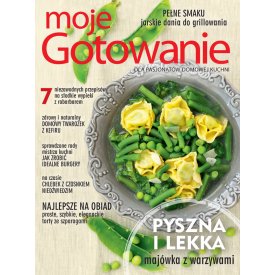 moje
Gotowanie
PEŁNE SMAKU
jarskie dania do grillowania
DLA PASJONATÓW DOMOWEJ KUCHNI
7 niezawodnych przepisów
na słodkie wypieki
z rabarbarem
zdrowy i naturalny
DOMOWY TWAROŻEK
Z KEFIRU
sprawdzone rady
mistrza kuchni
JAK ZROBIĆ
IDEALNE BURGERY
na czasie
CHLEBEK Z CZOSNKIEM
NIEDŹWIEDZIM
NAJLEPSZE NA OBIAD
proste, szybkie, eleganckie
tarty ze szparagami
PYSZNA
I LEKKA
majówka z warzywami